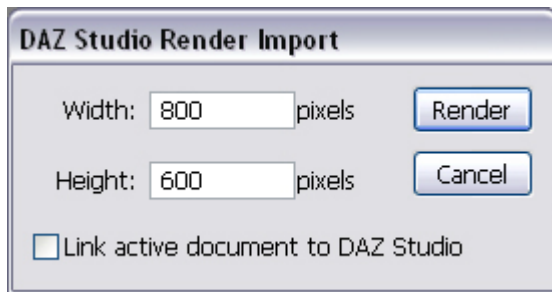 DAZ Studio Render Import
Width: 800 pixels Render
Height: 600 pixels Cancel
Link active document to DAZ Studio